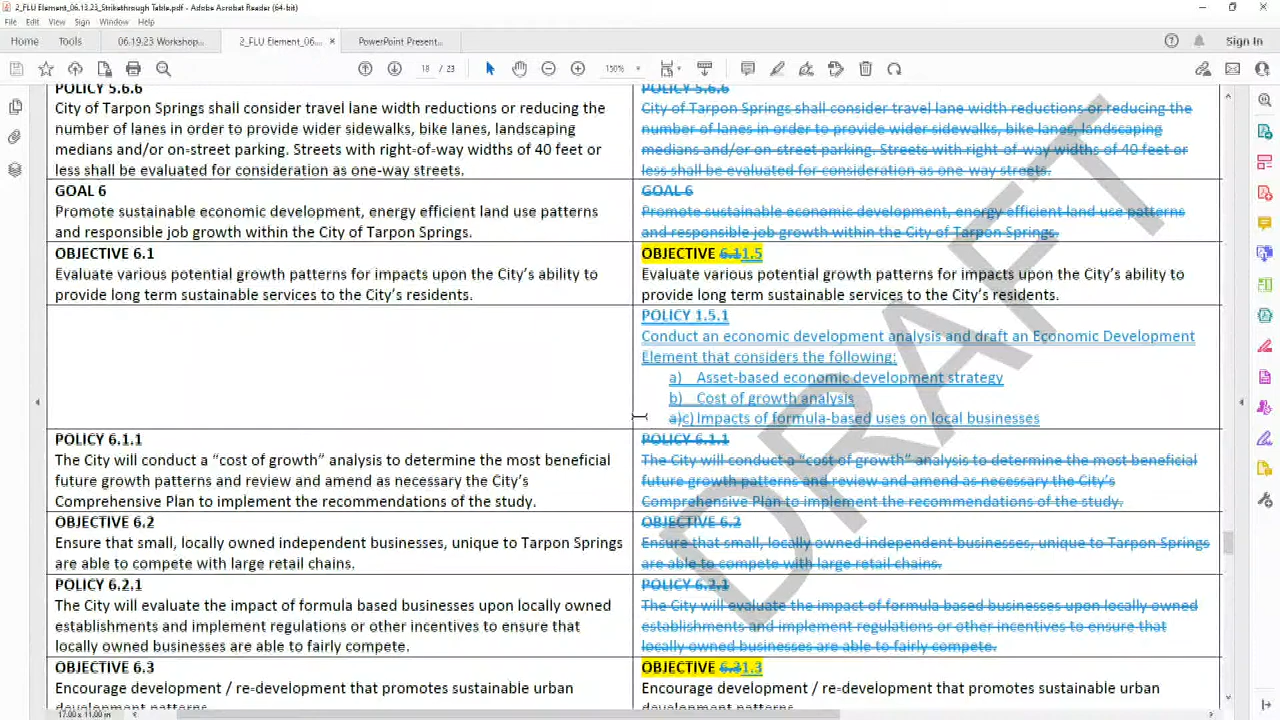 2_FLU Element_06.13.23_Strikethrough Table.pdf - Adobe Acrobat Reader (64-bit)
File Edit View Sign Window Help
Home Tools 06.19.23 Workshop... 2_FLU Element_06... × PowerPoint Present... Sign In
18 / 23 150%
POLICY 5.6.6
City of Tarpon Springs shall consider travel lane width reductions or reducing the
number of lanes in order to provide wider sidewalks, bike lanes, landscaping
medians and/or on-street parking. Streets with right-of-way widths of 40 feet or
less shall be evaluated for consideration as one-way streets.
POLICY 5.6.6
City of Tarpon Springs shall consider travel lane width reductions or reducing the
number of lanes in order to provide wider sidewalks, bike lanes, landscaping
medians and/or on-street parking. Streets with right-of-way widths of 40 feet or
less shall be evaluated for consideration as one-way streets.
GOAL 6
Promote sustainable economic development, energy efficient land use patterns
and responsible job growth within the City of Tarpon Springs.
GOAL 6
Promote sustainable economic development, energy efficient land use patterns
and responsible job growth within the City of Tarpon Springs.
OBJECTIVE 6.1
Evaluate various potential growth patterns for impacts upon the City's ability to
provide long term sustainable services to the City's residents.
OBJECTIVE 6.11.5
Evaluate various potential growth patterns for impacts upon the City's ability to
provide long term sustainable services to the City's residents.
POLICY 1.5.1
Conduct an economic development analysis and draft an Economic Development
Element that considers the following:
a) Asset-based economic development strategy
b) Cost of growth analysis
a)c) Impacts of formula-based uses on local businesses
POLICY 6.1.1
The City will conduct a "cost of growth" analysis to determine the most beneficial
future growth patterns and review and amend as necessary the City's
Comprehensive Plan to implement the recommendations of the study.
POLICY 6.1.1
The City will conduct a "cost of growth" analysis to determine the most beneficial
future growth patterns and review and amend as necessary the City's
Comprehensive Plan to implement the recommendations of the study.
OBJECTIVE 6.2
Ensure that small, locally owned independent businesses, unique to Tarpon Springs
are able to compete with large retail chains.
OBJECTIVE 6.2
Ensure that small, locally owned independent businesses, unique to Tarpon Springs
are able to compete with large retail chains.
POLICY 6.2.1
The City will evaluate the impact of formula based businesses upon locally owned
establishments and implement regulations or other incentives to ensure that
locally owned businesses are able to fairly compete.
POLICY 6.2.1
The City will evaluate the impact of formula based businesses upon locally owned
establishments and implement regulations or other incentives to ensure that
locally owned businesses are able to fairly compete.
OBJECTIVE 6.3
Encourage development / re-development that promotes sustainable urban
development patterns.
OBJECTIVE 6.31.3
Encourage development / re-development that promotes sustainable urban
development patterns.
DRAFT
17.00 x 11.00 in